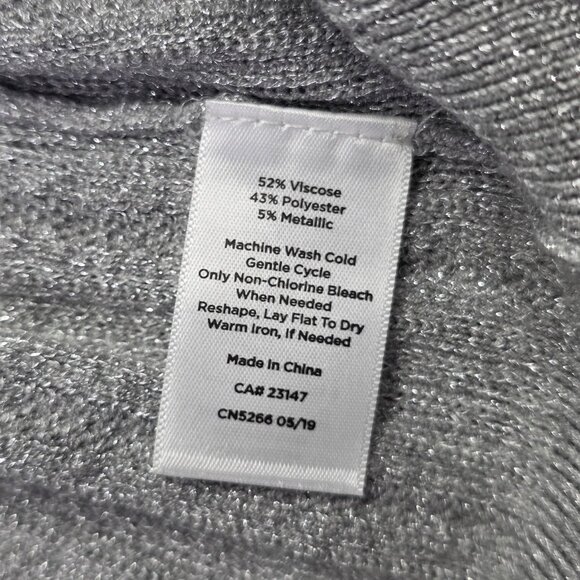 52% Viscose
43% Polyester
5% Metallic
Machine Wash Cold
Gentle Cycle
Only Non-Chlorine Bleach
When Needed
Reshape, Lay Flat To Dry
Warm Iron, If Needed
Made In China
CA# 23147
CN5266 05/19